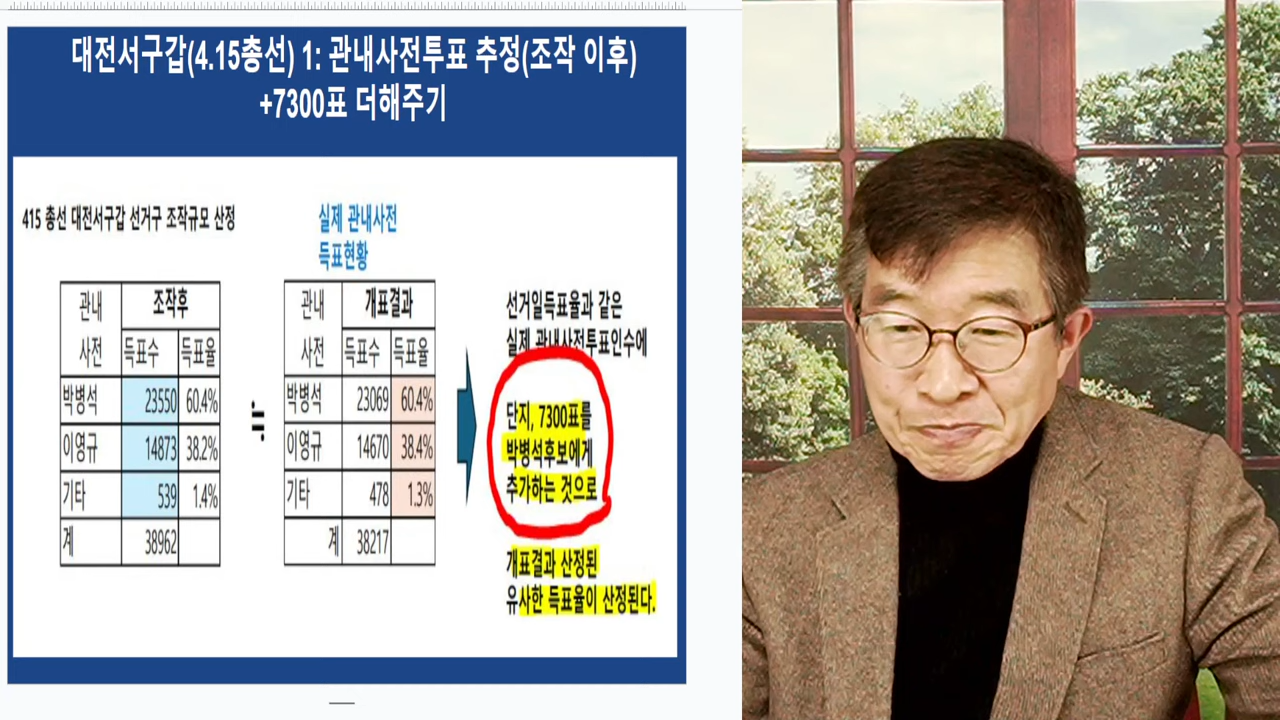 대전서구갑(4.15총선) 1: 관내사전투표 추정(조작 이후)
+7300표 더해주기
415 총선 대전서구갑 선거구 조작규모 산정
실제 관내사전
득표현황
관내 조작후
사전 득표수 득표율
박병석 23550 60.4%
이영규 14873 38.2%
기타 539 1.4%
계 38962
관내 개표결과
사전 득표수 득표율
박병석 23069 60.4%
이영규 14670 38.4%
기타 478 1.3%
계 38217
선거일득표율과 같은
실제 관내사전투표인수에
단지, 7300표를
박병석후보에게
추가하는 것으로
개표결과 산정된
유사한 득표율이 산정된다.